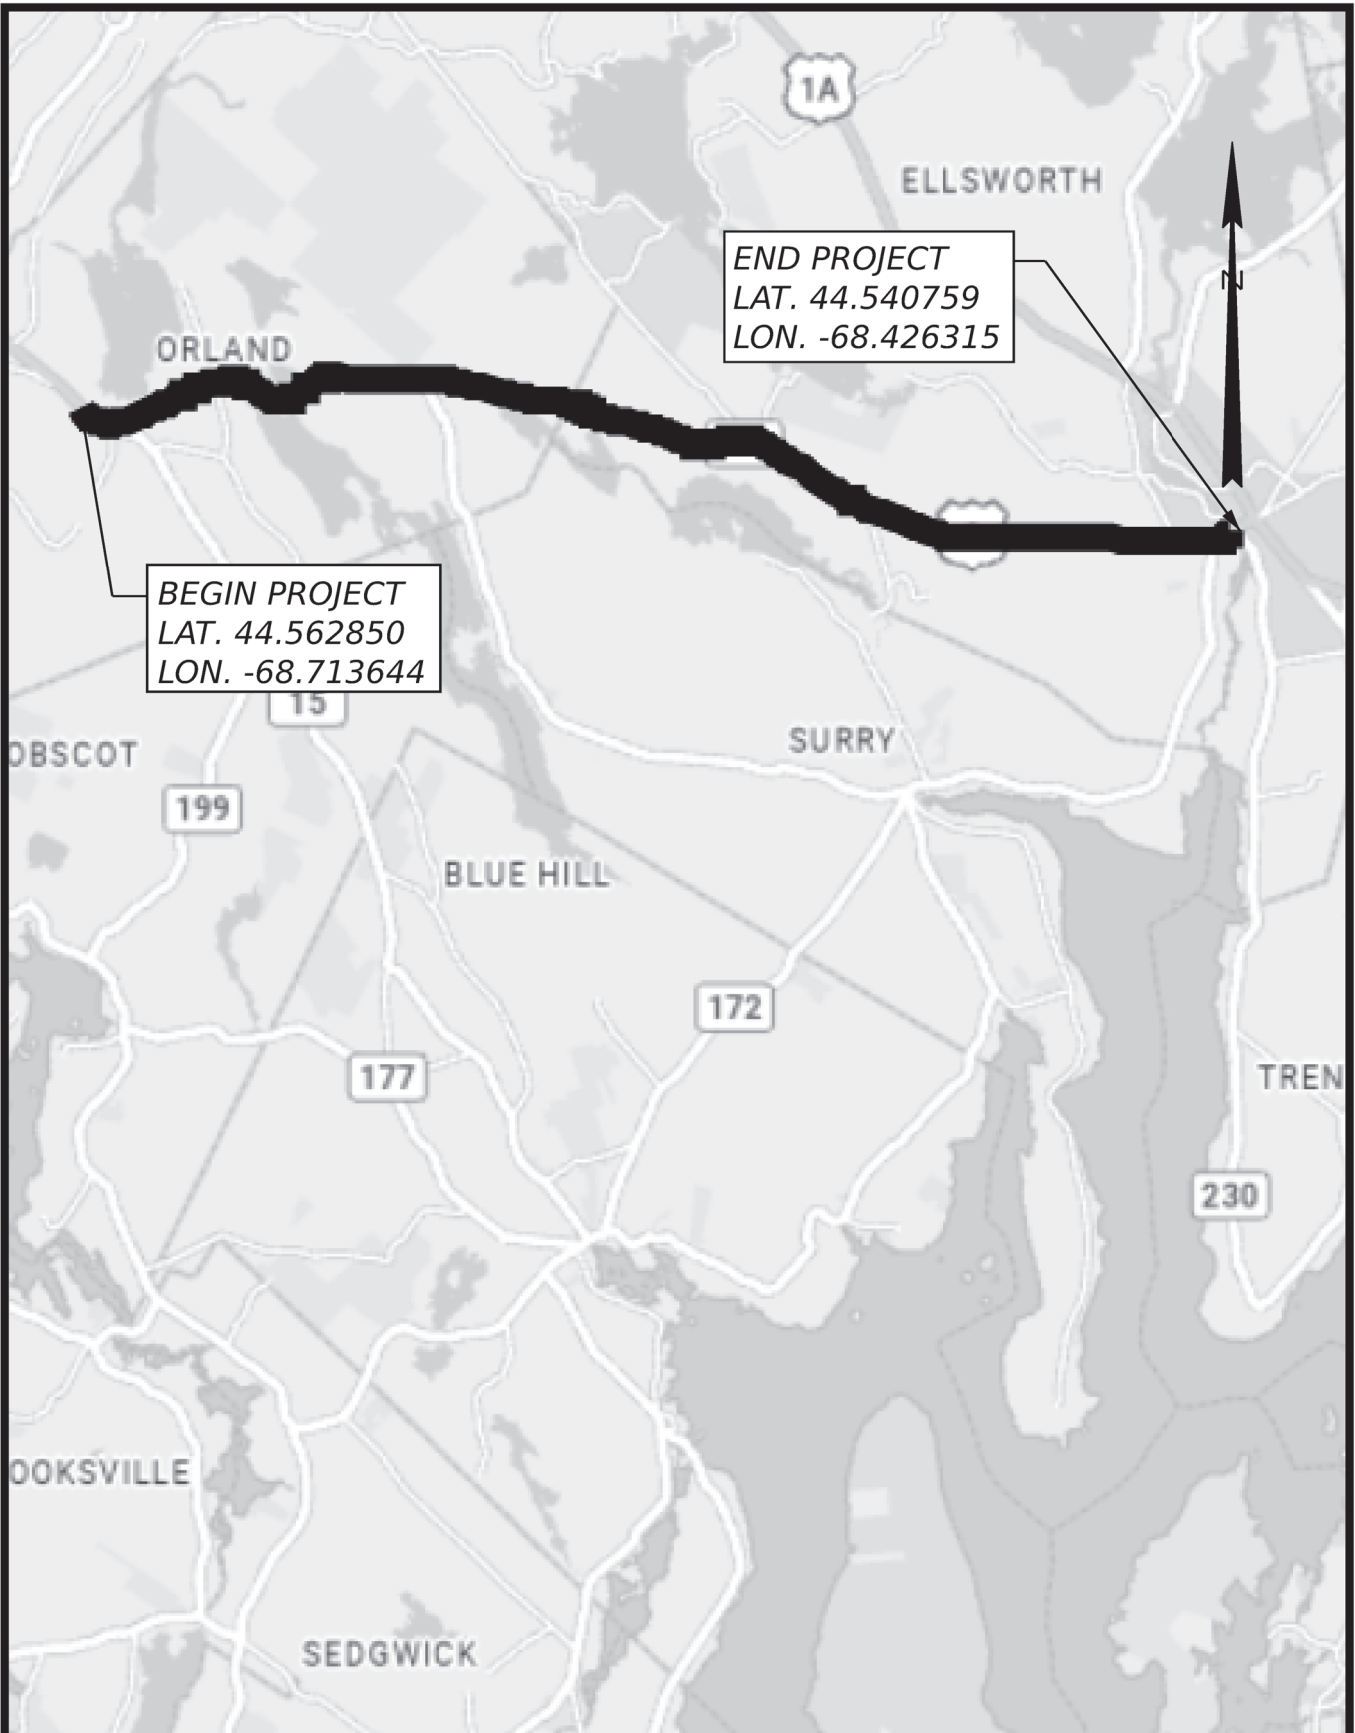 1A
ELLSWORTH
END PROJECT
LAT. 44.540759
LON. -68.426315
N
ORLAND
BEGIN PROJECT
LAT. 44.562850
LON. -68.713644
15
OBSCOT
SURRY
199
BLUE HILL
172
177
TREN
230
OOKSVILLE
SEDGWICK